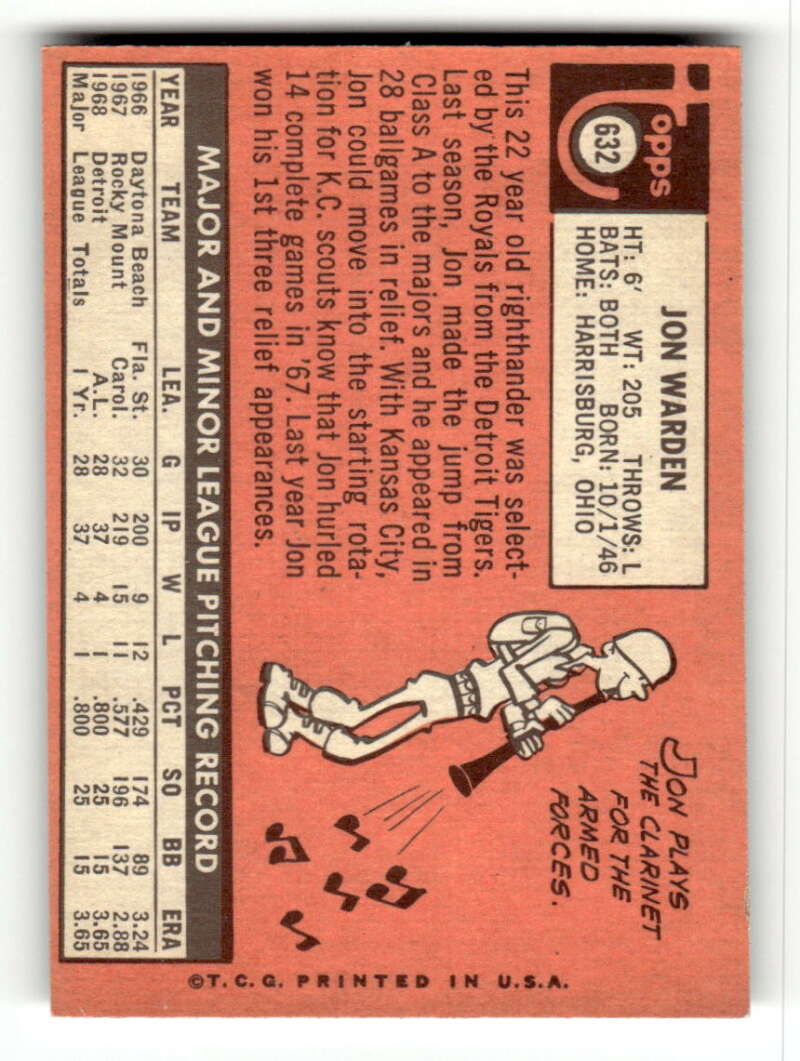 Topps
632
JON WARDEN
HT: 6' WT: 205 THROWS: L
BATS: BOTH BORN: 10/1/46
HOME: HARRISBURG, OHIO
This 22 year old righthander was select-
ed by the Royals from the Detroit Tigers.
Last season, Jon made the jump from
Class A to the majors and he appeared in
28 ballgames in relief. With Kansas City,
Jon could move into the starting rota-
tion for K.C. scouts know that Jon hurled
14 complete games in '67. Last year Jon
won his 1st three relief appearances.
JON PLAYS
THE CLARINET
FOR THE
ARMED
FORCES.
MAJOR AND MINOR LEAGUE PITCHING RECORD
YEAR TEAM LEA. G IP W L PCT SO BB ERA
1966 Daytona Beach Fla. St. 30 200 9 12 .429 174 89 3.24
1967 Rocky Mount Carol. 32 219 15 11 .577 196 137 2.88
1968 Detroit A.L. 28 37 4 1 .800 25 15 3.65
Major League Totals 1 Yr. 28 37 4 1 .800 25 15 3.65
©T.C.G. PRINTED IN U.S.A.